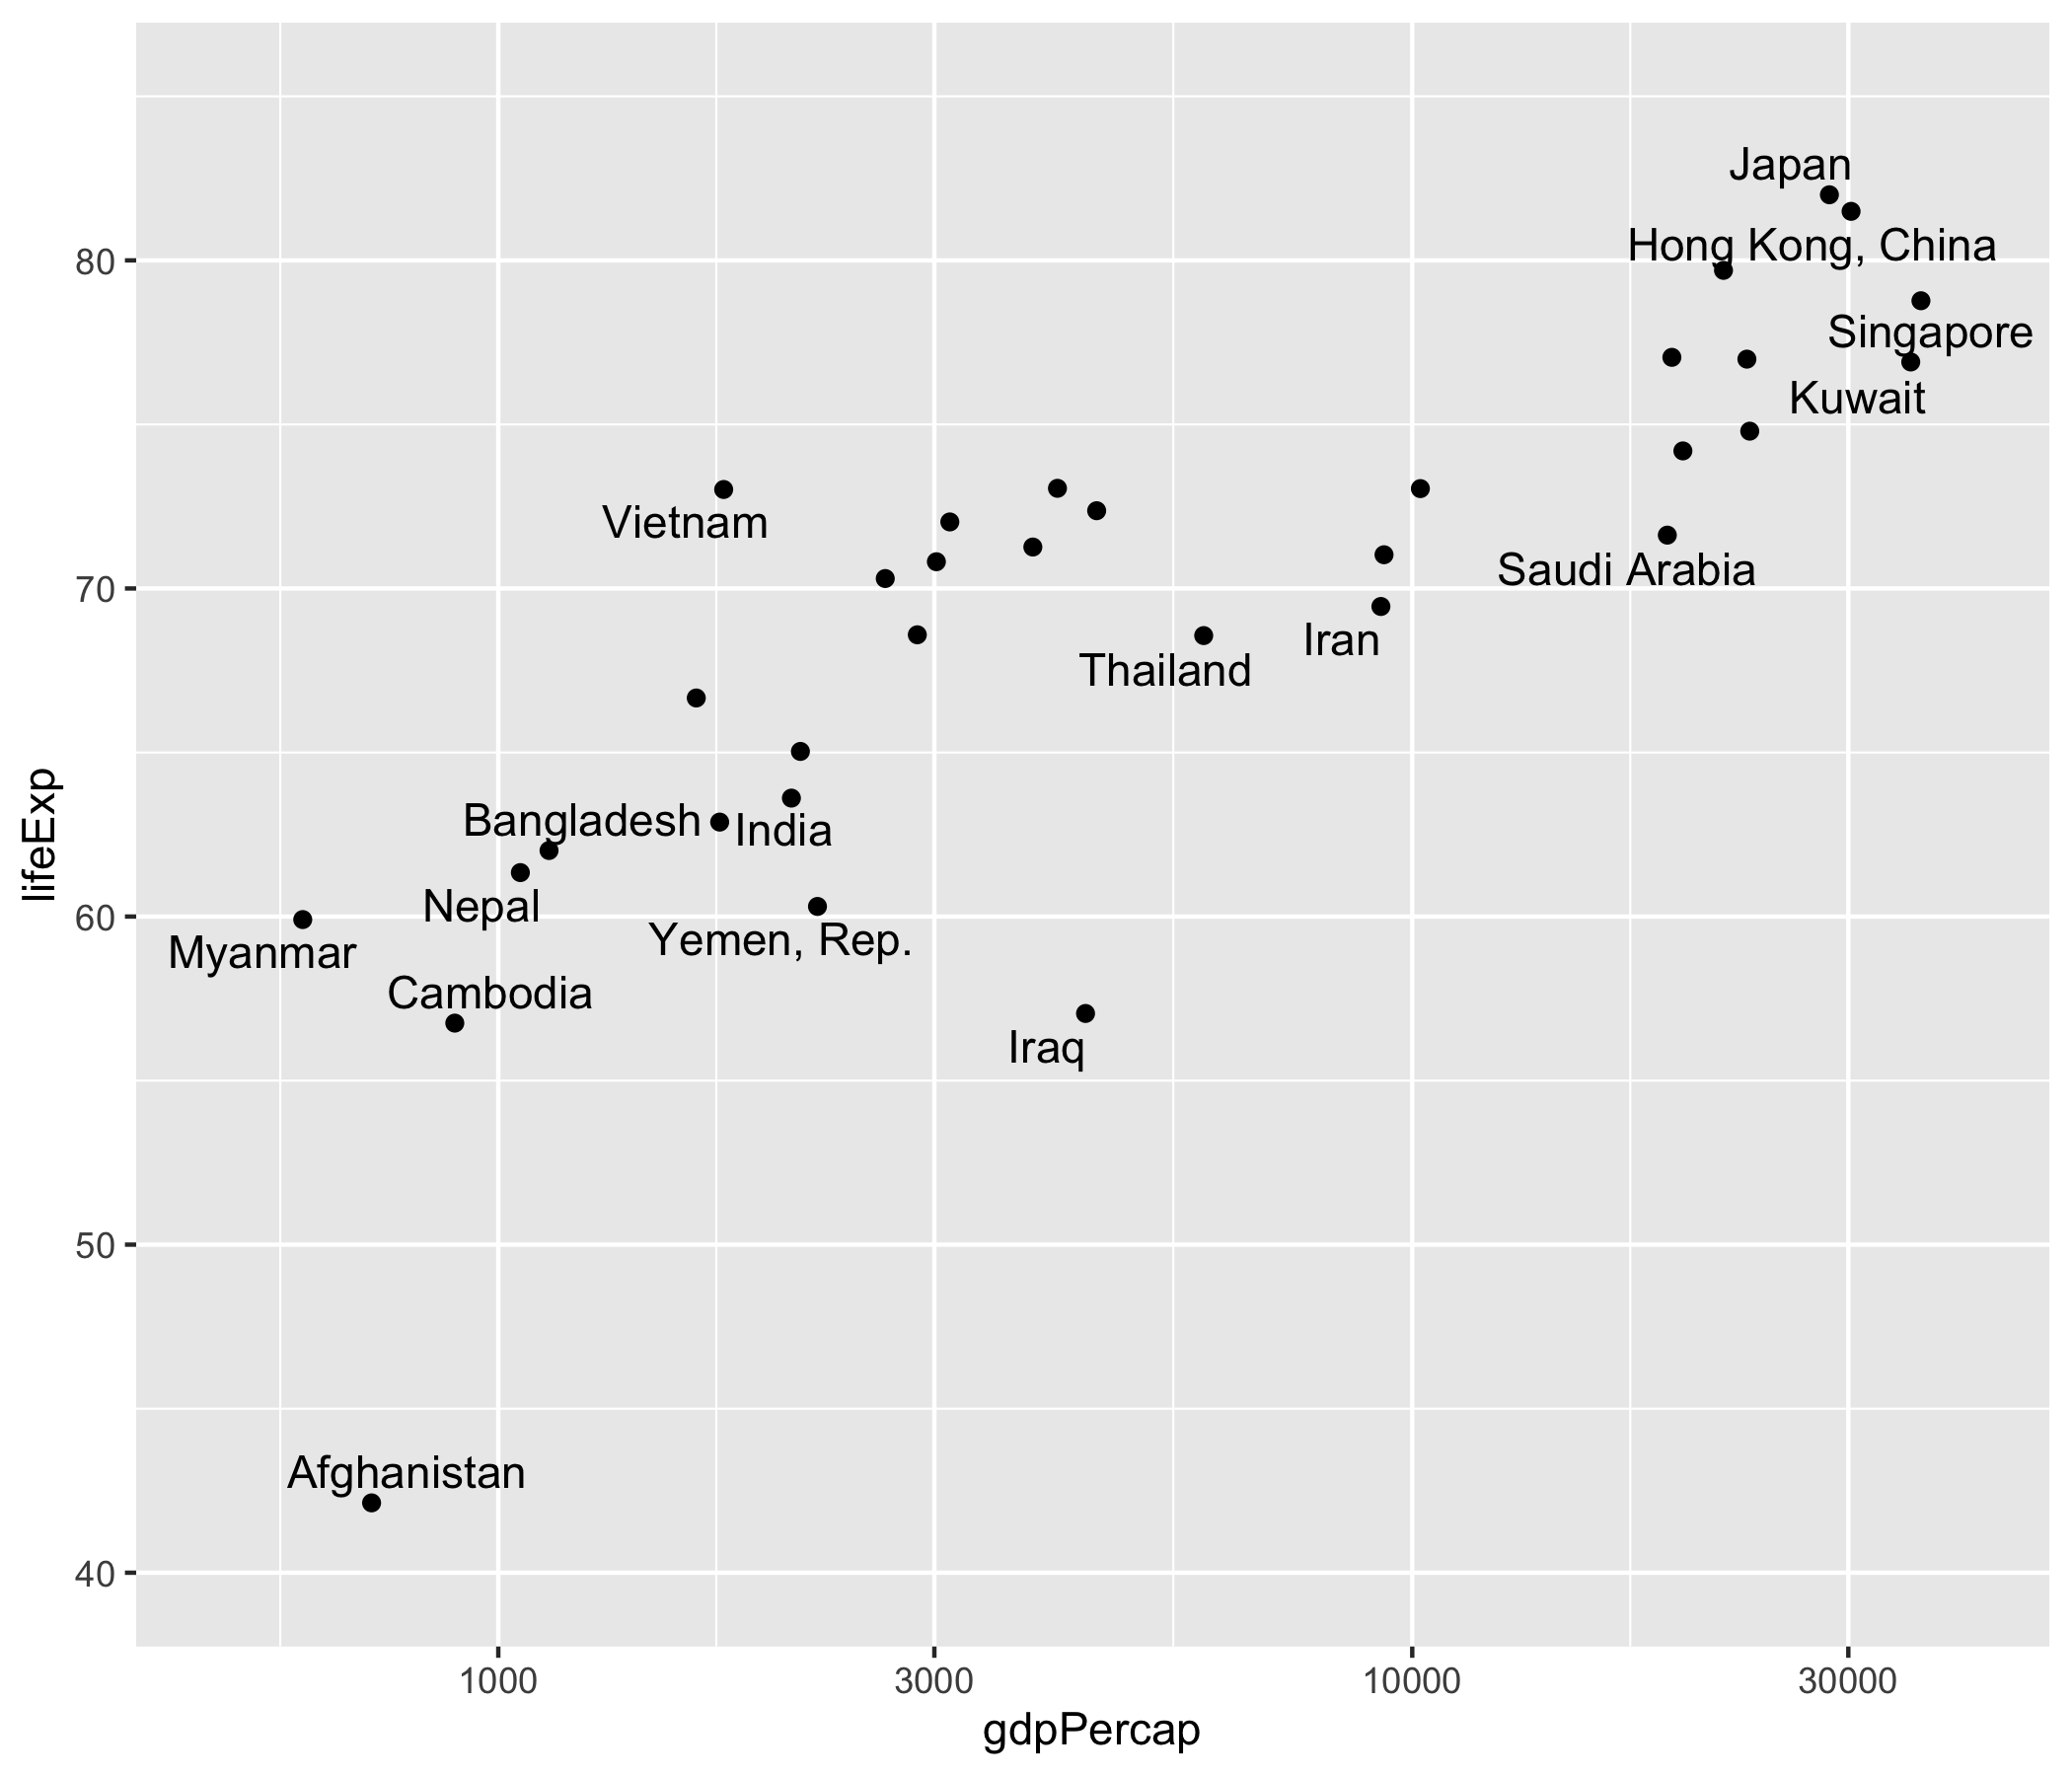 Japan
Hong Kong, China
80
Singapore
Kuwait
Vietnam
Saudi Arabia
70
Iran
Thailand
lifeExp
Bangladesh
India
Nepal
60
Yemen, Rep.
Myanmar
Cambodia
Iraq
50
Afghanistan
40
1000 3000 10000 30000
gdpPercap